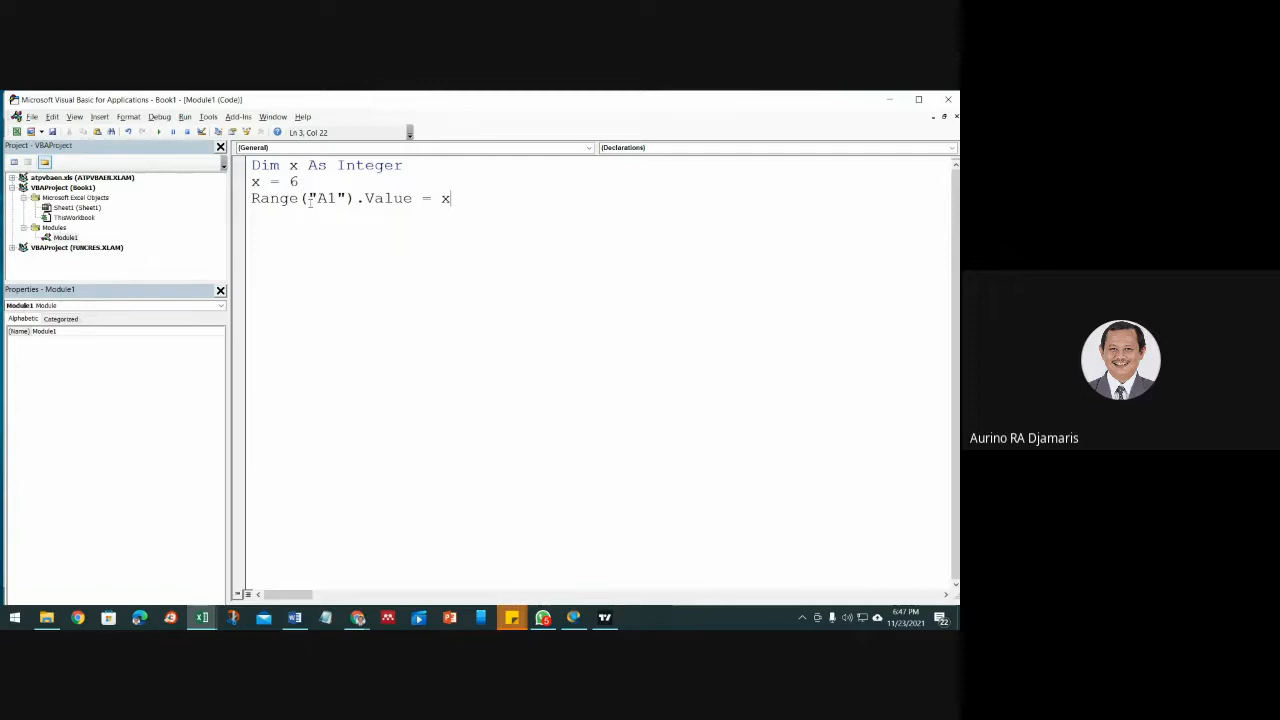 Microsoft Visual Basic for Applications - Book1 - [Module1 (Code)]
File Edit View Insert Format Debug Run Tools Add-Ins Window Help
Ln 3, Col 22
Project - VBAProject
(General)
(Declarations)
atpvbaen.xls (ATPVBAEN.XLAM)
VBAProject (Book1)
Microsoft Excel Objects
Sheet1 (Sheet1)
ThisWorkbook
Modules
Module1
VBAProject (FUNCRES.XLAM)
Dim x As Integer
x = 6
Range("A1").Value = x
Properties - Module1
Module1 Module
Alphabetic Categorized
(Name) Module1
Aurino RA Djamaris
6:47 PM
11/23/2021
22